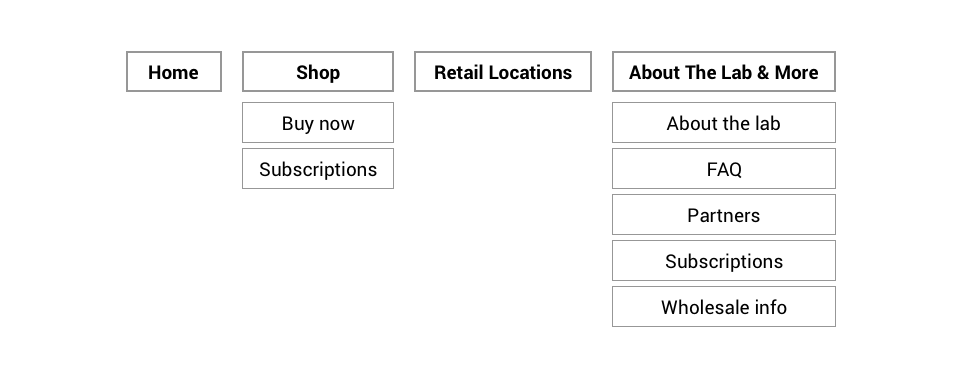 Home
Shop
Retail Locations
About The Lab & More
Buy now
Subscriptions
About the lab
FAQ
Partners
Subscriptions
Wholesale info